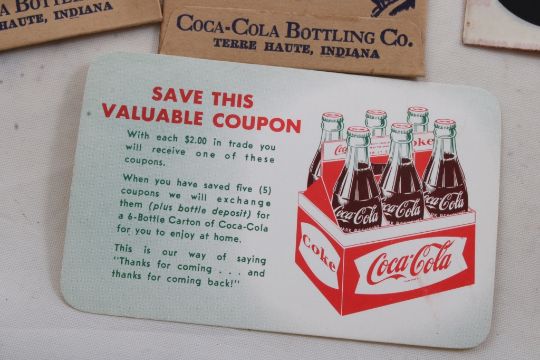 COCA-COLA BOTTLING CO.
TERRE HAUTE, INDIANA
HAUTE, INDIANA
SAVE THIS
VALUABLE COUPON
With each $2.00 in trade you
will receive one of these
coupons.
When you have saved five (5)
coupons we will exchange
them (plus bottle deposit) for
a 6-Bottle Carton of Coca-Cola
for you to enjoy at home.
This is our way of saying
"Thanks for coming . . . and
thanks for coming back!"
Coke
Coca-Cola
Coca-Cola
Coca-Cola
Coke
Coca-Cola